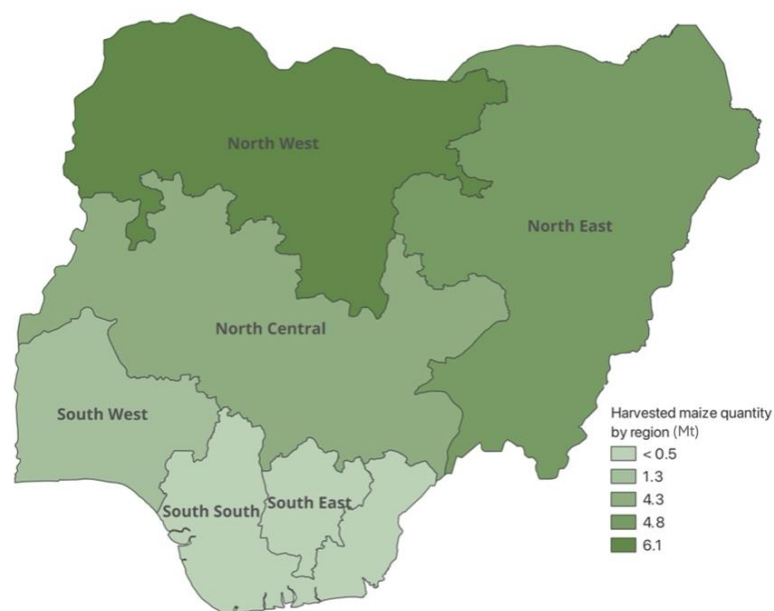 North West
North East
North Central
South West
South South
South East
Harvested maize quantity
by region (Mt)
< 0.5
1.3
4.3
4.8
6.1